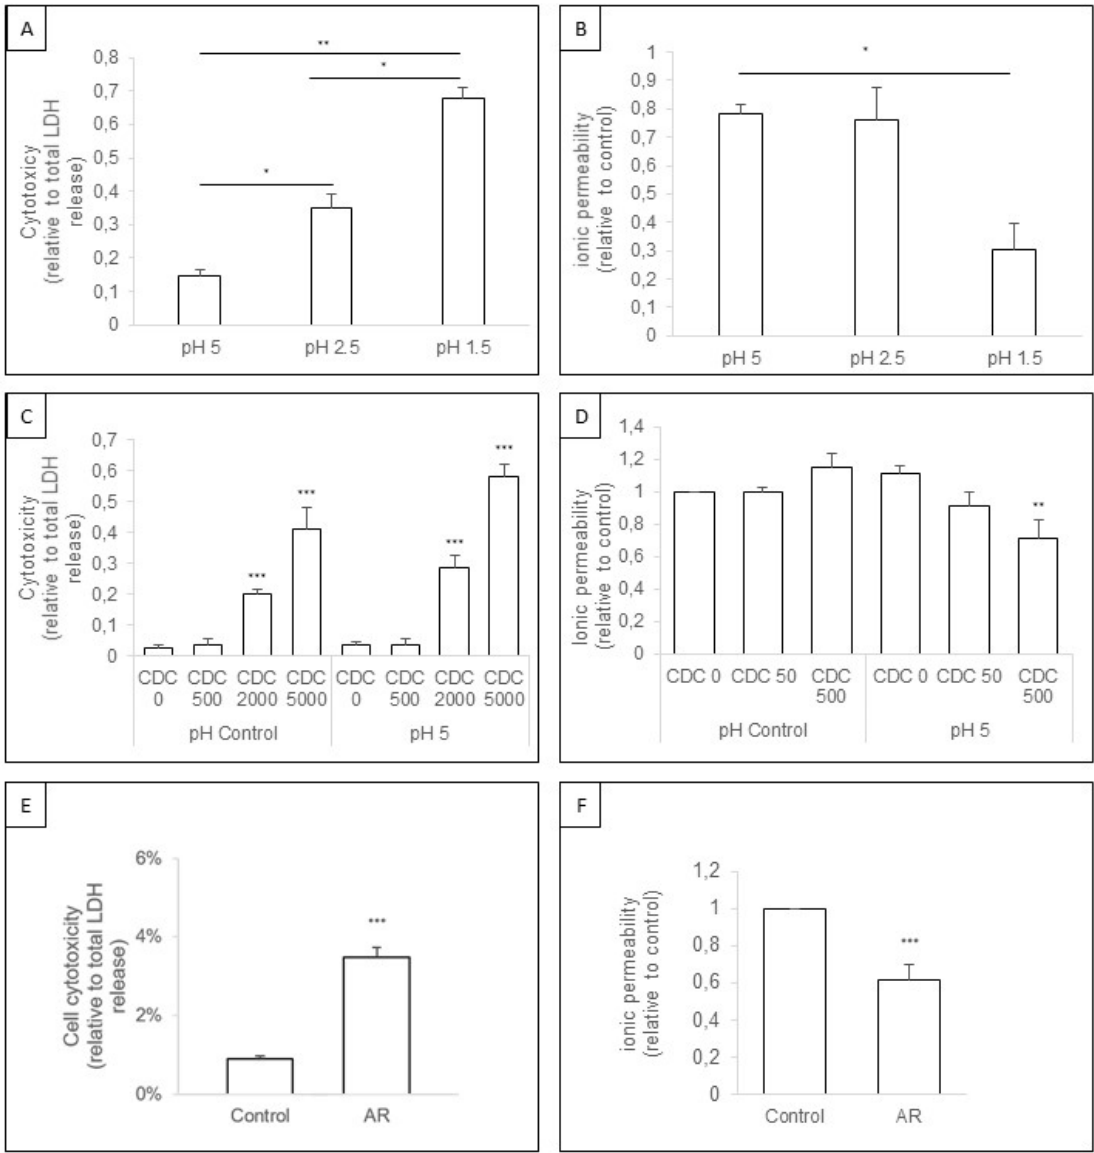 A
Cytotoxicy
(relative to total LDH
release)
0,8
0,7
0,6
0,5
0,4
0,3
0,2
0,1
0
**
*
*
pH 5
pH 2.5
pH 1.5
B
ionic permeability
(relative to control)
1
0,9
0,8
0,7
0,6
0,5
0,4
0,3
0,2
0,1
0
*
pH 5
pH 2.5
pH 1.5
C
Cytotoxicity
(relative to total LDH
release)
0,7
0,6
0,5
0,4
0,3
0,2
0,1
0
***
***
***
***
CDC CDC CDC CDC CDC CDC CDC CDC
0 500 2000 5000 0 500 2000 5000
pH Control pH 5
D
Ionic permeability
(relative to control)
1,4
1,2
1
0,8
0,6
0,4
0,2
0
**
CDC 0 CDC 50 CDC CDC 0 CDC 50 CDC
500 500
pH Control pH 5
E
Cell cytotoxicity
(relative to total LDH
release)
6%
4%
2%
0%
***
Control
AR
F
ionic permeability
(relative to control)
1,2
1
0,8
0,6
0,4
0,2
0
***
Control
AR